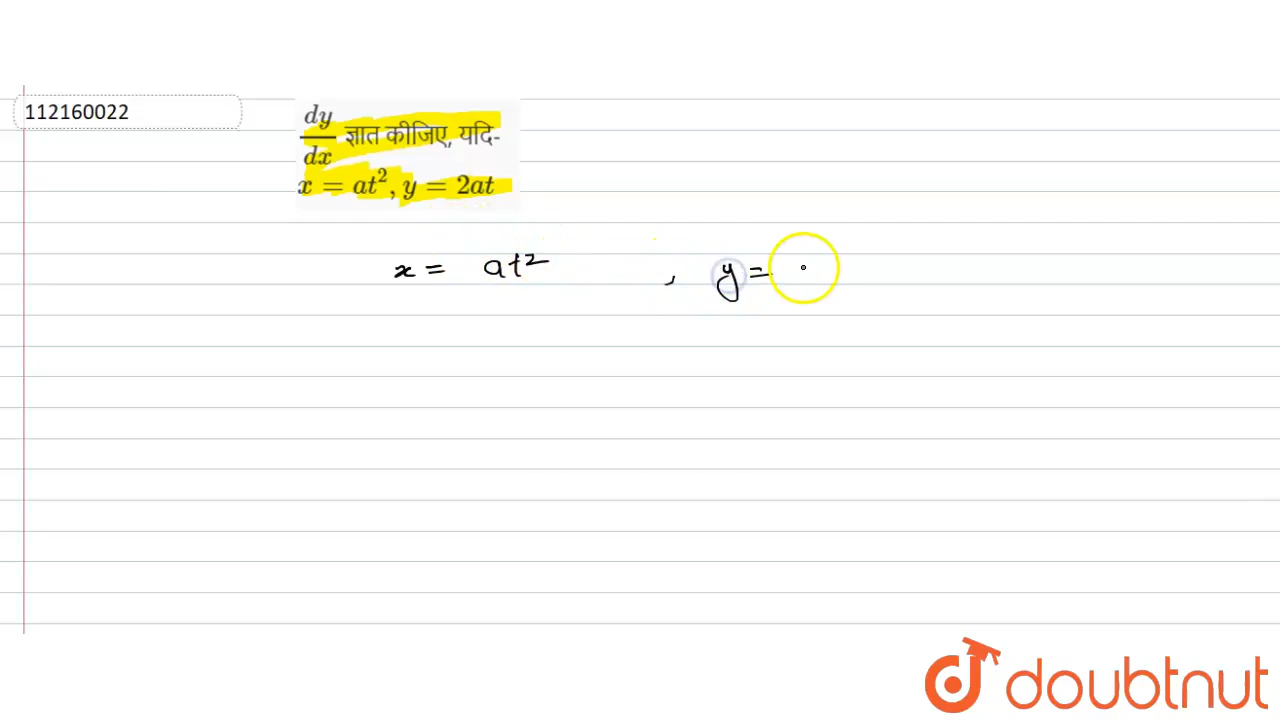 112160022
dy/dx ज्ञात कीजिए, यदि-
x = at², y = 2at
x = at² , y =
doubtnut